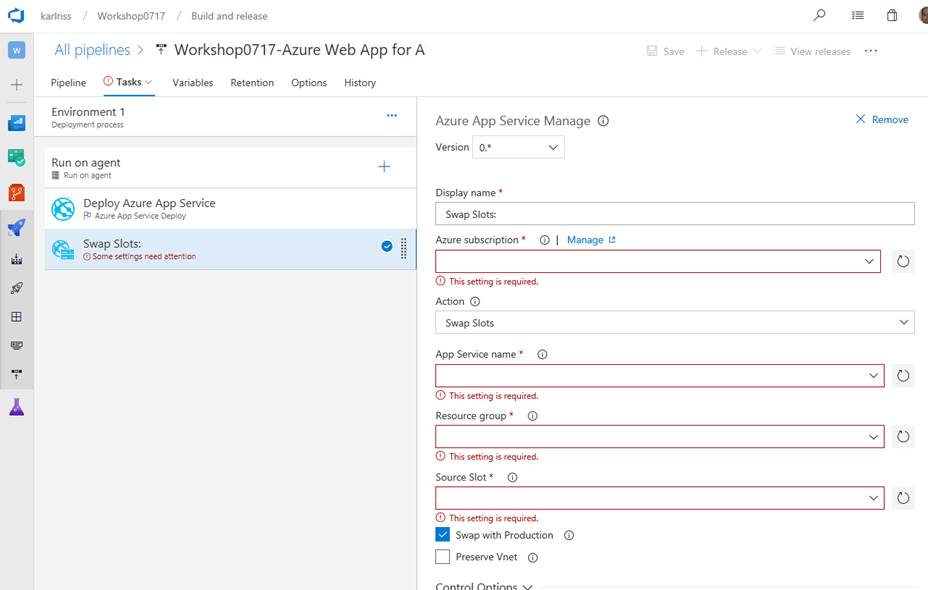 karlriss / Workshop0717 / Build and release
W
All pipelines > Workshop0717-Azure Web App for A
Save
Release
View releases
Pipeline
Tasks
Variables
Retention
Options
History
Environment 1
Deployment process
Run on agent
Run on agent
Deploy Azure App Service
Azure App Service Deploy
Swap Slots:
Some settings need attention
Azure App Service Manage
Remove
Version 0.*
Display name *
Swap Slots:
Azure subscription * | Manage
This setting is required.
Action
Swap Slots
App Service name *
This setting is required.
Resource group *
This setting is required.
Source Slot *
This setting is required.
Swap with Production
Preserve Vnet
Control Options